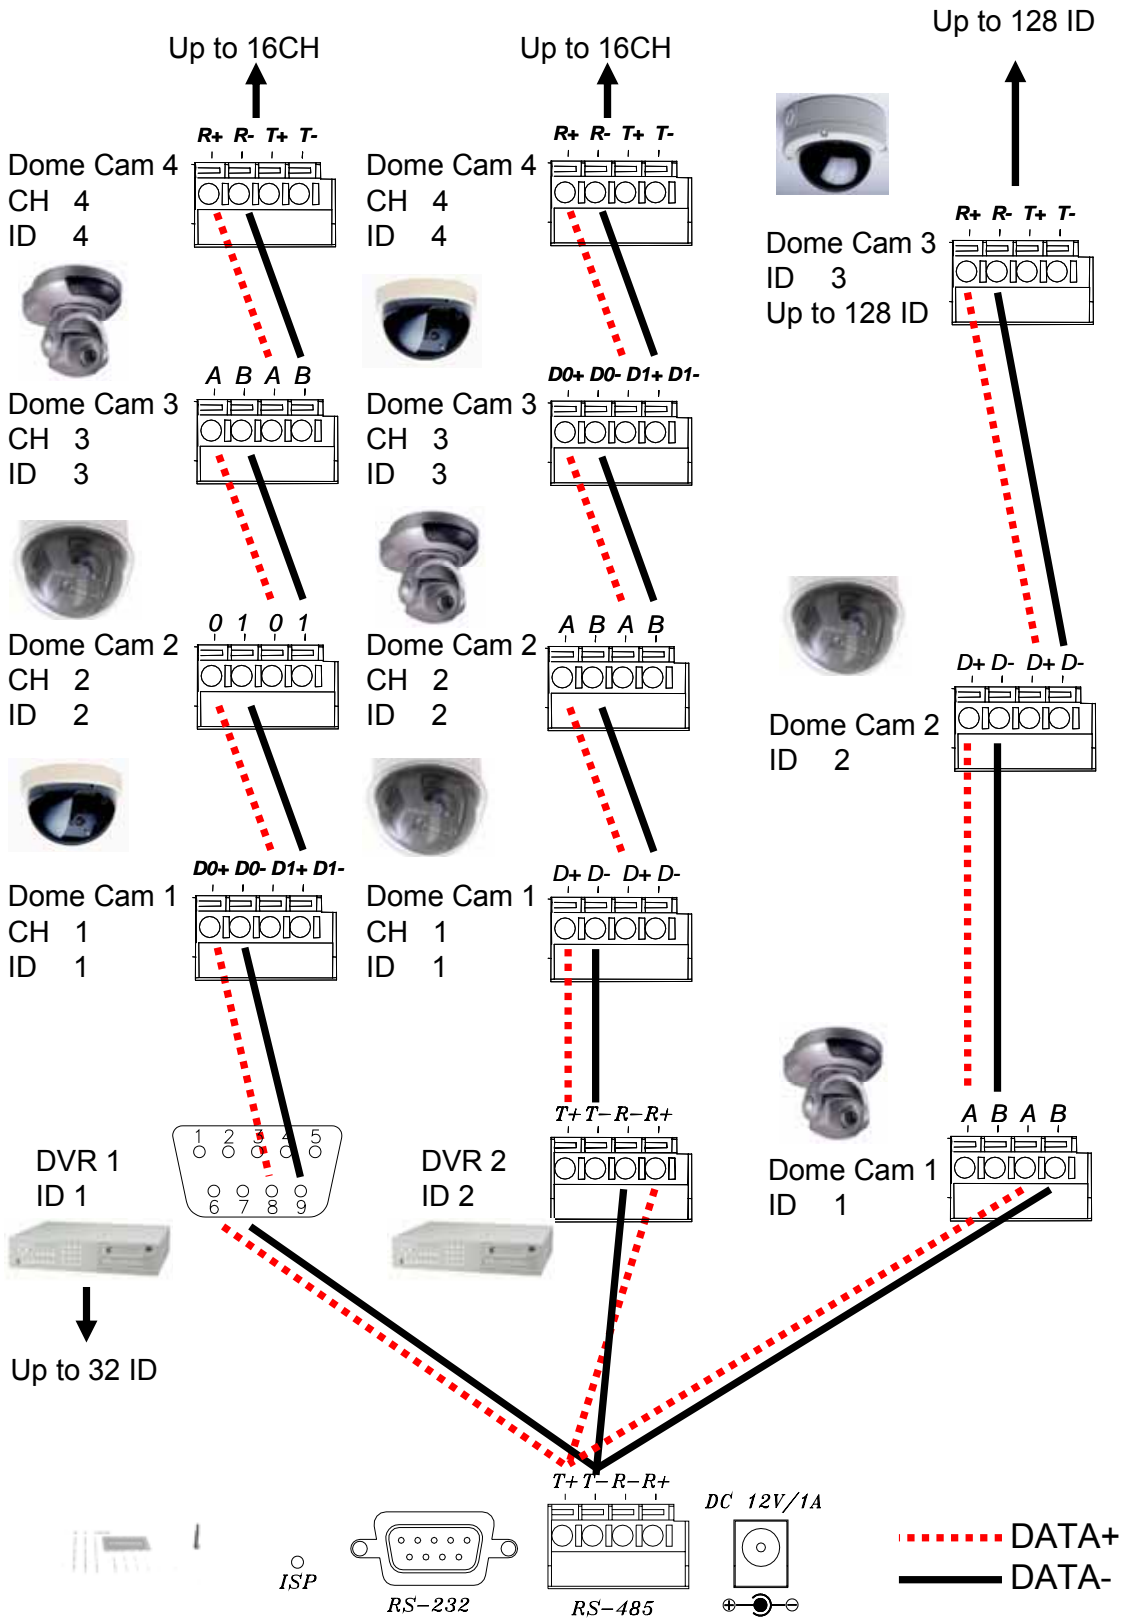 Up to 128 ID
Up to 16CH
Up to 16CH
R+ R- T+ T-
R+ R- T+ T-
Dome Cam 4
CH 4
ID 4
Dome Cam 4
CH 4
ID 4
R+ R- T+ T-
Dome Cam 3
ID 3
Up to 128 ID
A B A B
D0+ D0- D1+ D1-
Dome Cam 3
CH 3
ID 3
Dome Cam 3
CH 3
ID 3
0 1 0 1
A B A B
Dome Cam 2
CH 2
ID 2
Dome Cam 2
CH 2
ID 2
D+ D- D+ D-
Dome Cam 2
ID 2
D0+ D0- D1+ D1-
D+ D- D+ D-
Dome Cam 1
CH 1
ID 1
Dome Cam 1
CH 1
ID 1
T+ T- R- R+
A B A B
1 2 3 4 5
6 7 8 9
DVR 1
ID 1
DVR 2
ID 2
Dome Cam 1
ID 1
Up to 32 ID
T+ T- R- R+
DC 12V/1A
ISP
RS-232
RS-485
DATA+
DATA-